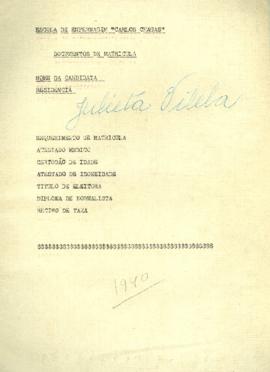 ESCOLA DE ENFERMAGEM "CARLOS CHAGAS"
DOCUMENTOS DE MATRICULA
NOME DA CANDIDATA
RESIDENCIA
Julieta Vilela
REQUERIMENTO DE MATRICULA
ATESTADO MEDICO
CERTIDÃO DE IDADE
ATESTADO DE IDONEIDADE
TITULO DE ELEITORA
DIPLOMA DE NORMALISTA
RECIBO DE TAXA
1940